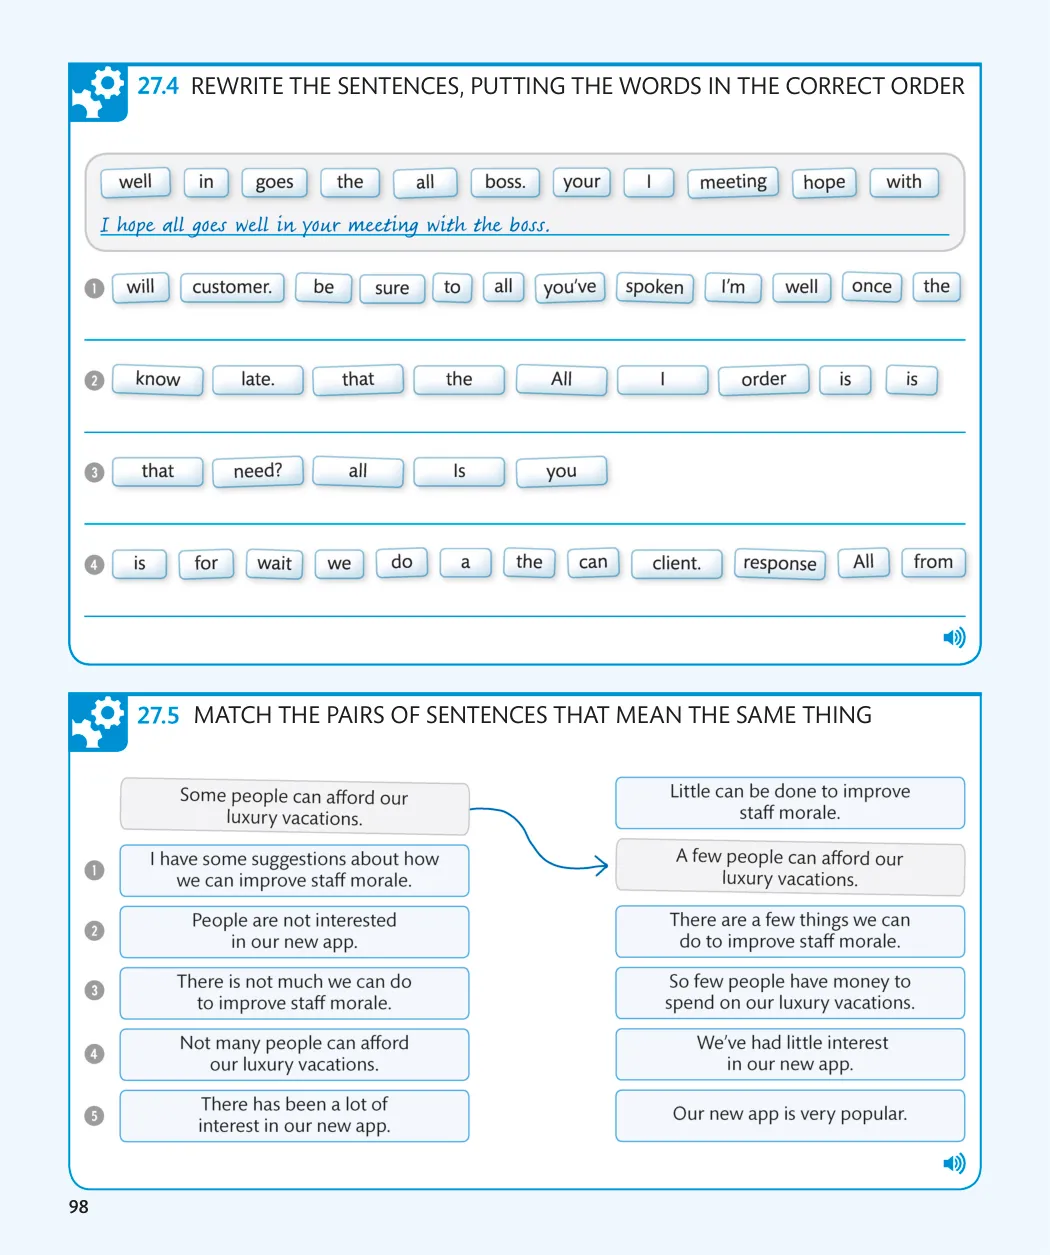 27.4 REWRITE THE SENTENCES, PUTTING THE WORDS IN THE CORRECT ORDER
well in goes the all boss. your I meeting hope with
I hope all goes well in your meeting with the boss.
1 will customer. be sure to all you've spoken I'm well once the
2 know late. that the All I order is is
3 that need? all Is you
4 is for wait we do a the can client. response All from
27.5 MATCH THE PAIRS OF SENTENCES THAT MEAN THE SAME THING
Some people can afford our
luxury vacations.
Little can be done to improve
staff morale.
1 I have some suggestions about how
we can improve staff morale.
A few people can afford our
luxury vacations.
2 People are not interested
in our new app.
There are a few things we can
do to improve staff morale.
3 There is not much we can do
to improve staff morale.
So few people have money to
spend on our luxury vacations.
4 Not many people can afford
our luxury vacations.
We've had little interest
in our new app.
5 There has been a lot of
interest in our new app.
Our new app is very popular.
98